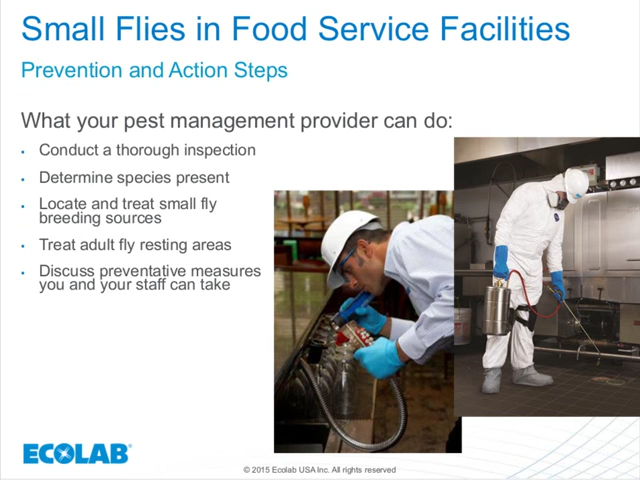 Small Flies in Food Service Facilities
Prevention and Action Steps
What your pest management provider can do:
• Conduct a thorough inspection
• Determine species present
• Locate and treat small fly
breeding sources
• Treat adult fly resting areas
• Discuss preventative measures
you and your staff can take
ECOLAB®
© 2015 Ecolab USA Inc. All rights reserved